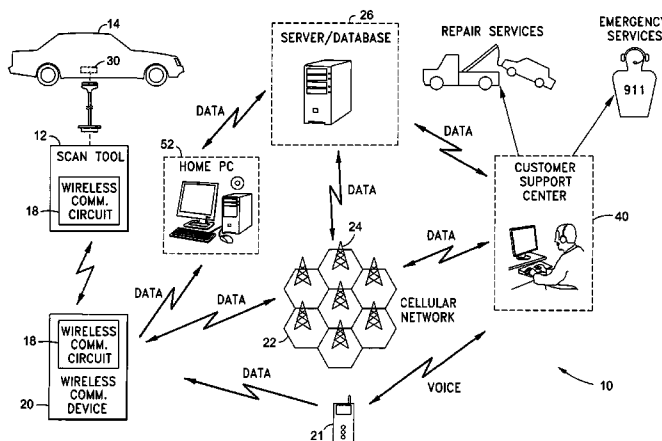 26
SERVER/DATABASE
14
30
REPAIR SERVICES
EMERGENCY
SERVICES
911
12
SCAN TOOL
WIRELESS
COMM.
CIRCUIT
18
DATA
52
HOME PC
DATA
DATA
CUSTOMER
SUPPORT
CENTER
40
24
DATA
DATA
DATA
CELLULAR
NETWORK
22
18
WIRELESS
COMM.
CIRCUIT
WIRELESS
COMM.
DEVICE
20
DATA
VOICE
10
21